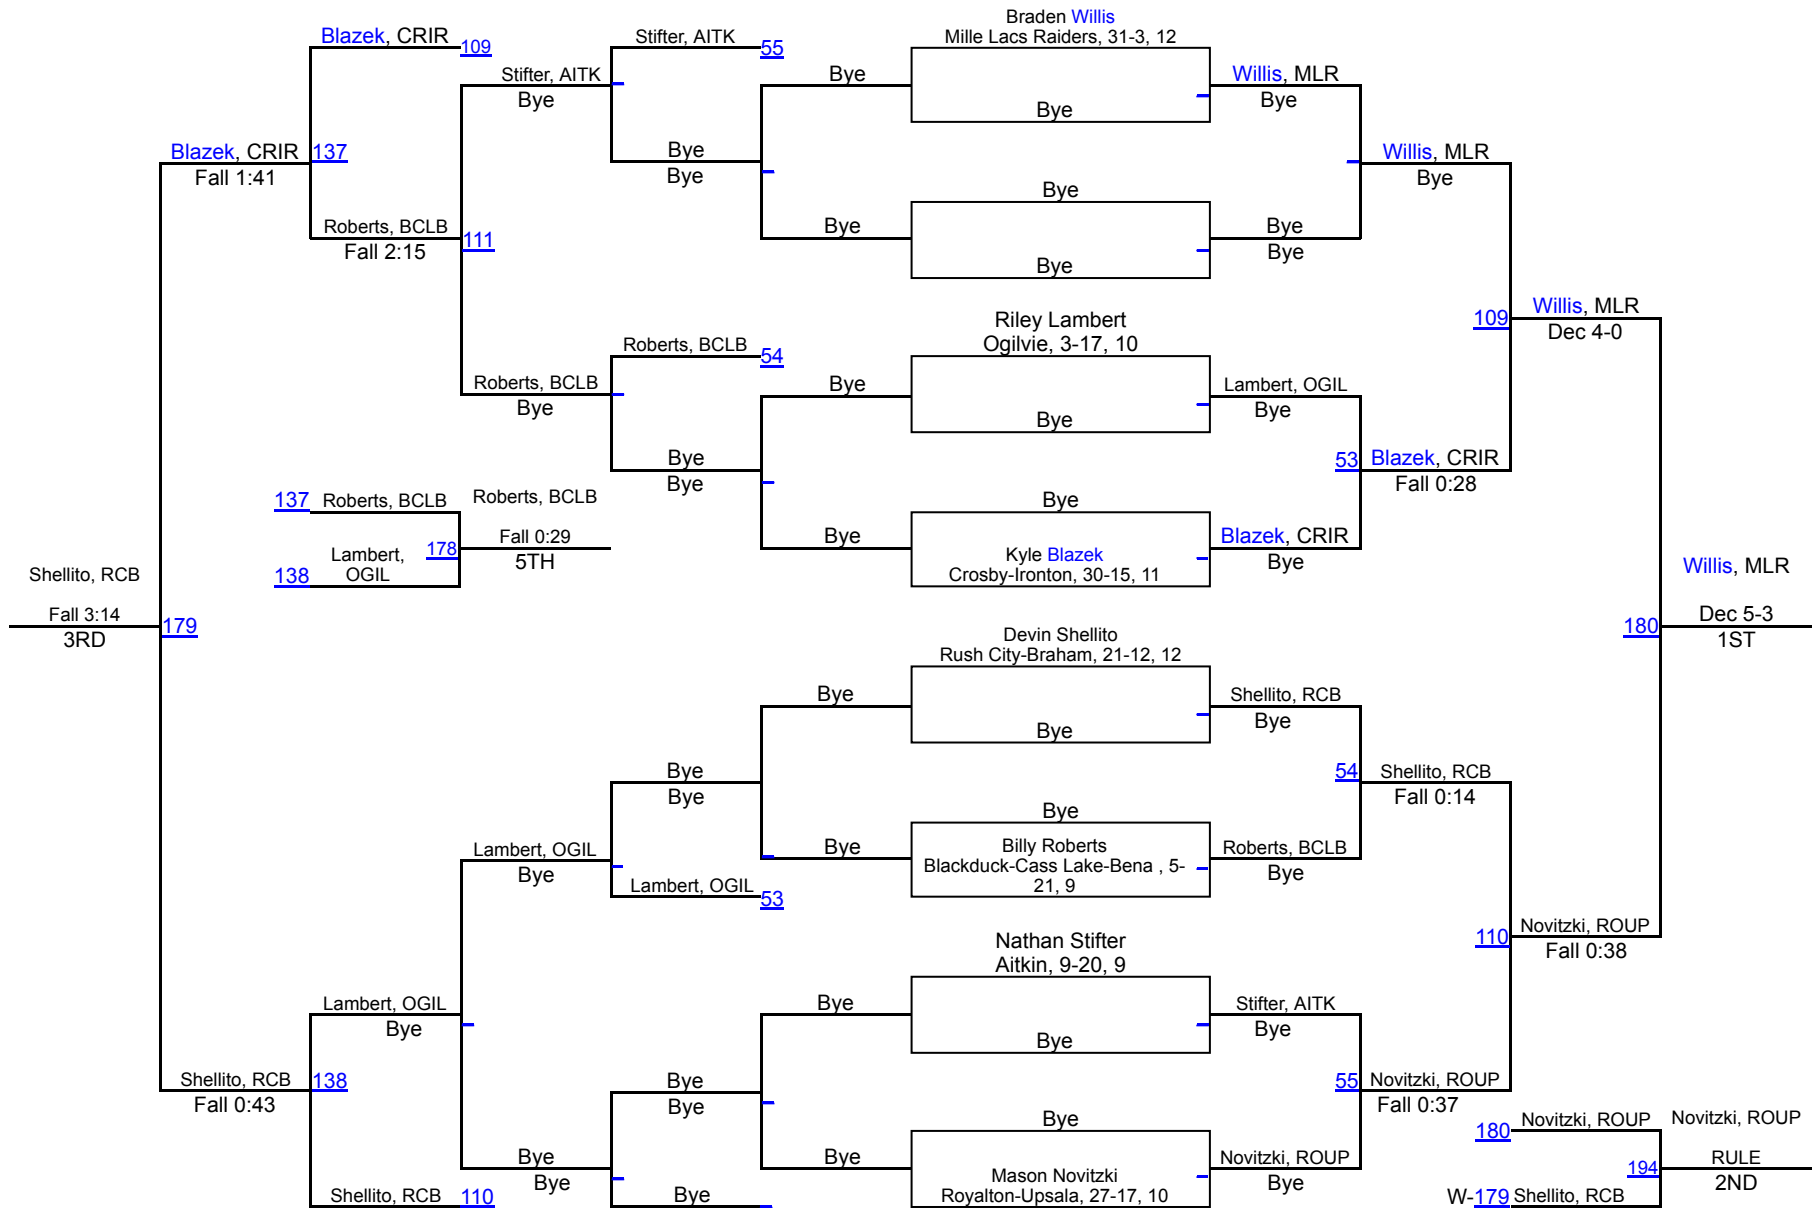 Braden Willis
Mille Lacs Raiders, 31-3, 12
Blazek, CRIR
109
Stifter, AITK
55
Stifter, AITK
Bye
Bye
Bye
Willis, MLR
Bye
Blazek, CRIR
137
Fall 1:41
Bye
Bye
Willis, MLR
Bye
Bye
Roberts, BCLB
111
Fall 2:15
Bye
Bye
Bye
Bye
Willis, MLR
109
Dec 4-0
Riley Lambert
Ogilvie, 3-17, 10
Roberts, BCLB
54
Roberts, BCLB
Bye
Bye
Bye
Lambert, OGIL
Bye
Bye
Bye
53
Blazek, CRIR
Fall 0:28
137
Roberts, BCLB
Roberts, BCLB
Bye
Bye
Kyle Blazek
Crosby-Ironton, 30-15, 11
Blazek, CRIR
Bye
Lambert,
OGIL
138
178
Fall 0:29
5TH
Shellito, RCB
Fall 3:14
3RD
179
Willis, MLR
180
Dec 5-3
1ST
Devin Shellito
Rush City-Braham, 21-12, 12
Bye
Bye
Shellito, RCB
Bye
Bye
Bye
54
Shellito, RCB
Fall 0:14
Bye
Bye
Billy Roberts
Blackduck-Cass Lake-Bena , 5-
21, 9
Roberts, BCLB
Bye
Lambert, OGIL
Bye
Lambert, OGIL
53
110
Novitzki, ROUP
Fall 0:38
Nathan Stifter
Aitkin, 9-20, 9
Lambert, OGIL
Bye
Bye
Bye
Stifter, AITK
Bye
Shellito, RCB
138
Fall 0:43
Bye
Bye
55
Novitzki, ROUP
Fall 0:37
Bye
Bye
Bye
Bye
Mason Novitzki
Royalton-Upsala, 27-17, 10
Novitzki, ROUP
Bye
Shellito, RCB
110
Bye
180
Novitzki, ROUP
Novitzki, ROUP
194
RULE
2ND
W-179
Shellito, RCB